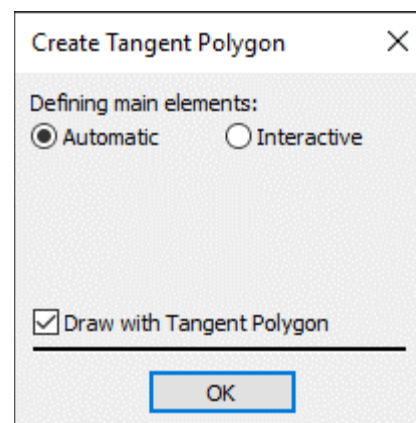 Create Tangent Polygon
Defining main elements:
Automatic Interactive
Draw with Tangent Polygon
OK